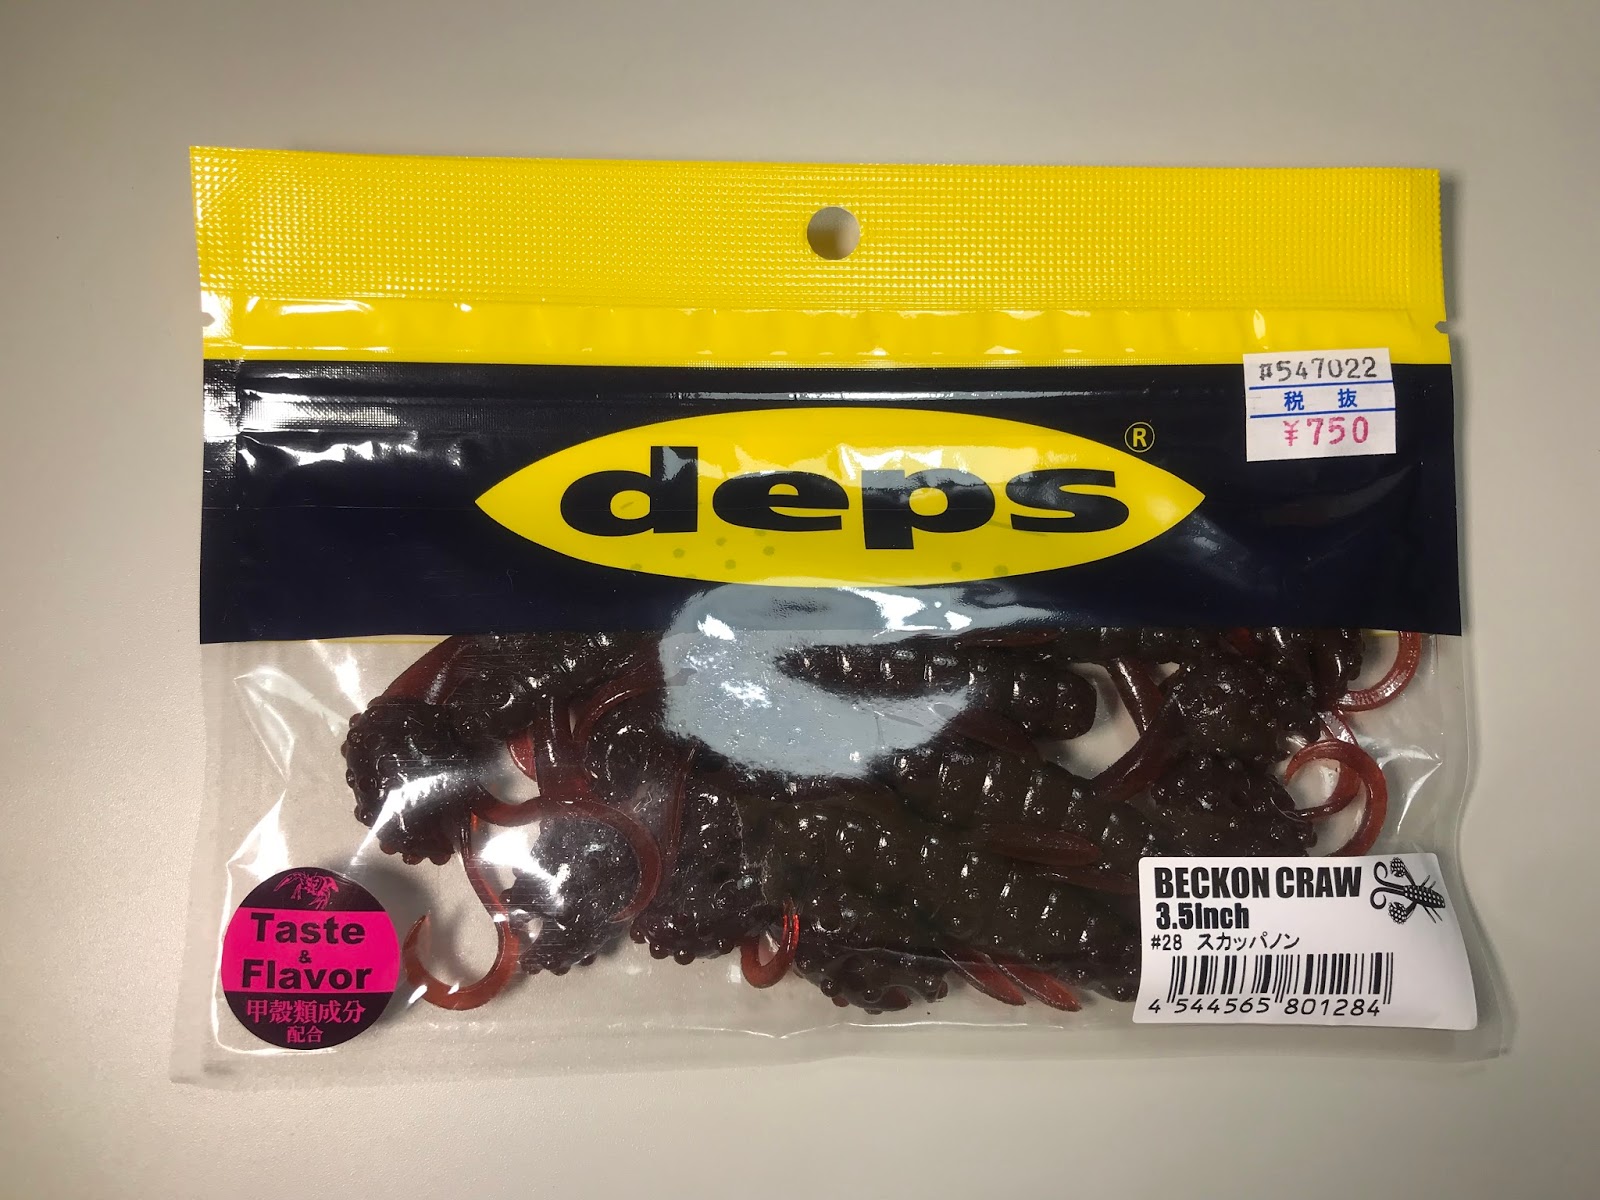 #547022
税 抜
¥750
deps®
BECKON CRAW
3.5inch
#28 スカッパノン
4 544565 801284
Taste
&
Flavor
甲殻類成分
配合